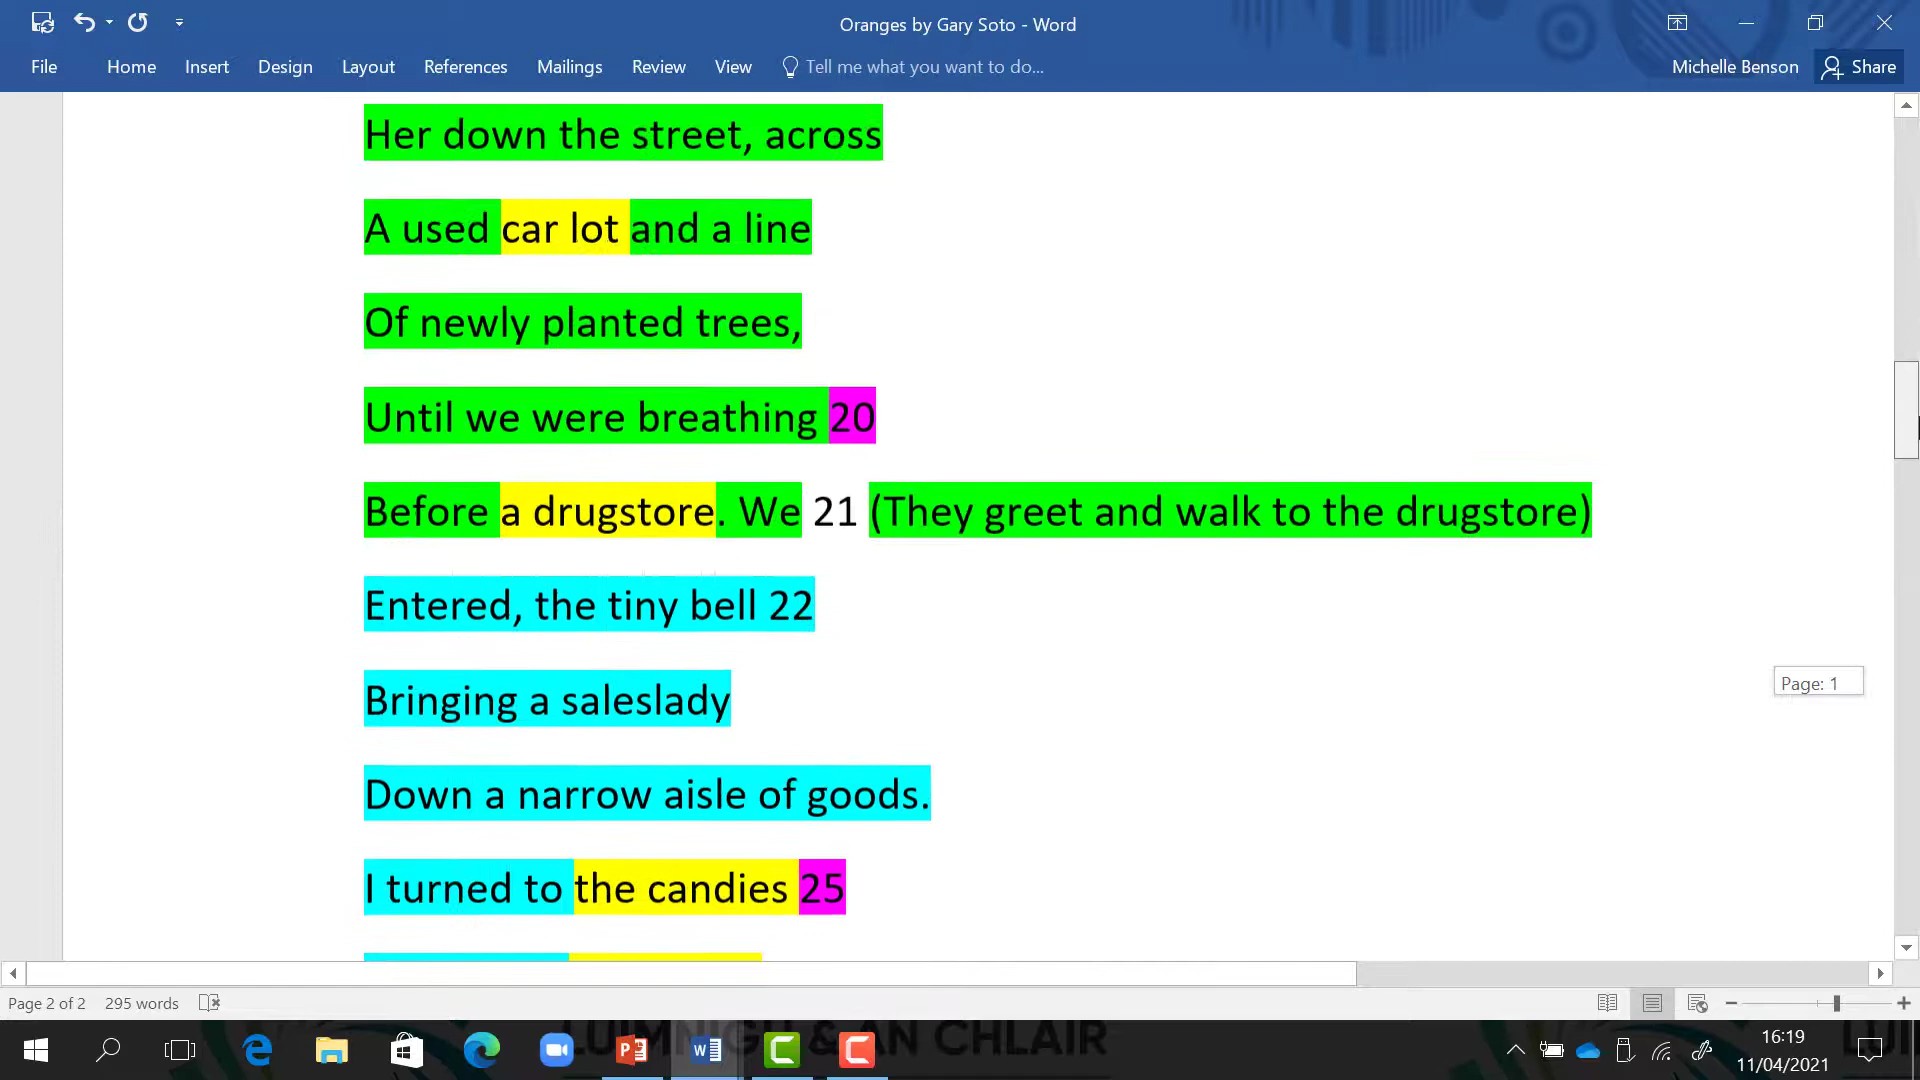 Oranges by Gary Soto - Word
File Home Insert Design Layout References Mailings Review View Tell me what you want to do... Michelle Benson Share
Her down the street, across
A used car lot and a line
Of newly planted trees,
Until we were breathing 20
Before a drugstore. We 21 (They greet and walk to the drugstore)
Entered, the tiny bell 22
Bringing a saleslady
Page: 1
Down a narrow aisle of goods.
I turned to the candies 25
Page 2 of 2 295 words
16:19
11/04/2021